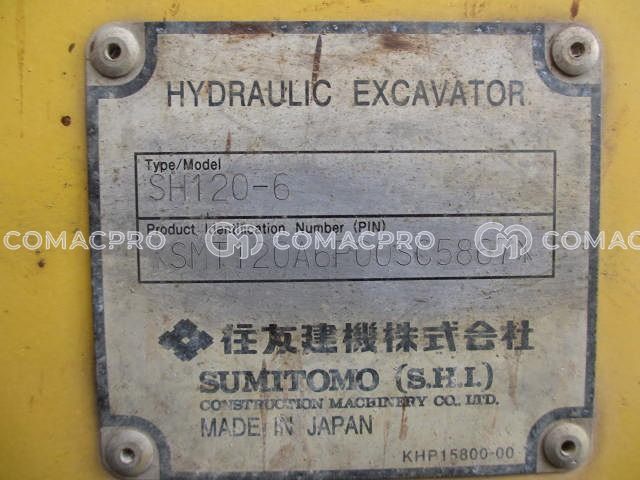 HYDRAULIC EXCAVATOR
Type/Model
SH120-6
Product Identification Number (PIN)
COMACPRO COMACPRO COMACPRO
住友建機株式会社
SUMITOMO (S.H.I.)
CONSTRUCTION MACHINERY CO. LTD.
MADE IN JAPAN
KHP15800-00